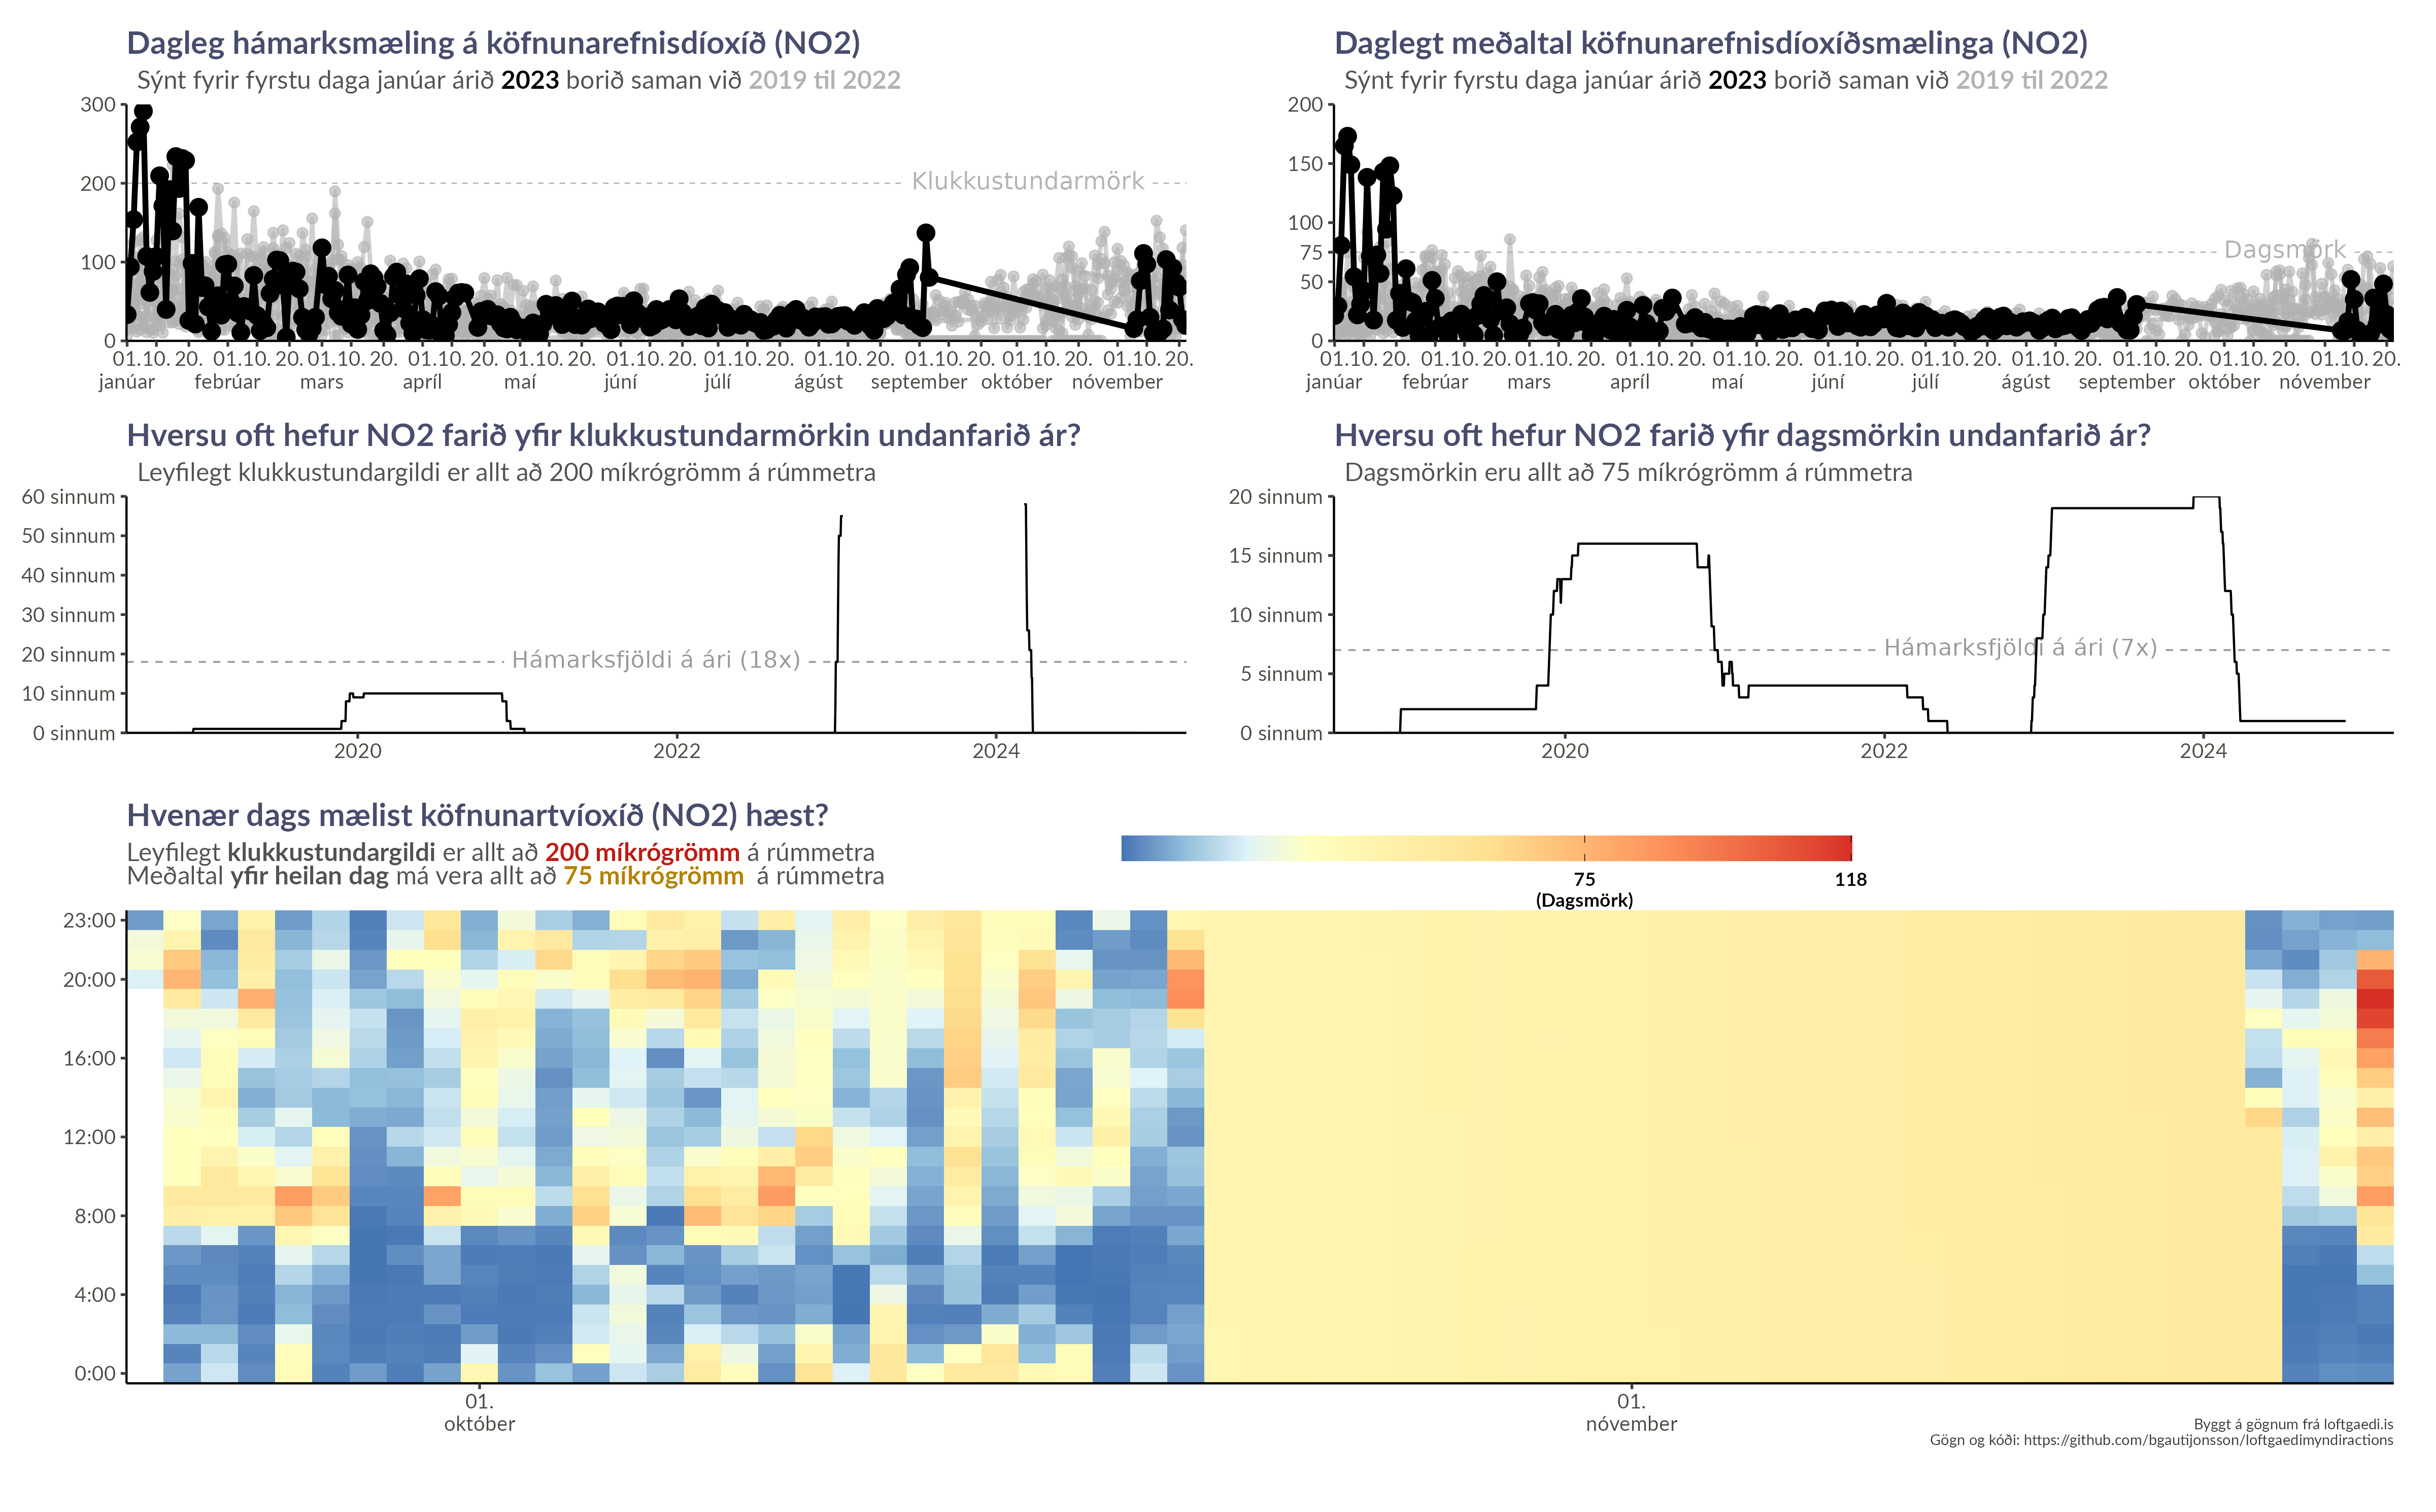 Dagleg hámarksmæling á köfnunarefnisdíoxíð (NO2)
Sýnt fyrir fyrstu daga janúar árið 2023 borið saman við 2019 til 2022
300
200
100
0
Klukkustundarmörk
01. 10. 20. 01. 10. 20. 01. 10. 20. 01. 10. 20. 01. 10. 20. 01. 10. 20. 01. 10. 20. 01. 10. 20. 01. 10. 20. 01. 10. 20. 01. 10. 20.
janúar febrúar mars apríl maí júní júlí ágúst september október nóvember
Daglegt meðaltal köfnunarefnisdíoxíðsmælinga (NO2)
Sýnt fyrir fyrstu daga janúar árið 2023 borið saman við 2019 til 2022
200
150
100
75
50
0
Dagsmörk
01. 10. 20. 01. 10. 20. 01. 10. 20. 01. 10. 20. 01. 10. 20. 01. 10. 20. 01. 10. 20. 01. 10. 20. 01. 10. 20. 01. 10. 20. 01. 10. 20.
janúar febrúar mars apríl maí júní júlí ágúst september október nóvember
Hversu oft hefur NO2 farið yfir klukkustundarmörkin undanfarið ár?
Leyfilegt klukkustundargildi er allt að 200 míkrógrömm á rúmmetra
60 sinnum
50 sinnum
40 sinnum
30 sinnum
20 sinnum
10 sinnum
0 sinnum
Hámarksfjöldi á ári (18x)
2020 2022 2024
Hversu oft hefur NO2 farið yfir dagsmörkin undanfarið ár?
Dagsmörkin eru allt að 75 míkrógrömm á rúmmetra
20 sinnum
15 sinnum
10 sinnum
5 sinnum
0 sinnum
Hámarksfjöldi á ári (7x)
2020 2022 2024
Hvenær dags mælist köfnunartvíoxíð (NO2) hæst?
Leyfilegt klukkustundargildi er allt að 200 míkrógrömm á rúmmetra
Meðaltal yfir heilan dag má vera allt að 75 míkrógrömm á rúmmetra
75 118
(Dagsmörk)
23:00
20:00
16:00
12:00
8:00
4:00
0:00
01. 01.
október nóvember
Byggt á gögnum frá loftgaedi.is
Gögn og kóði: https://github.com/bgautijonsson/loftgaedimyndiractions